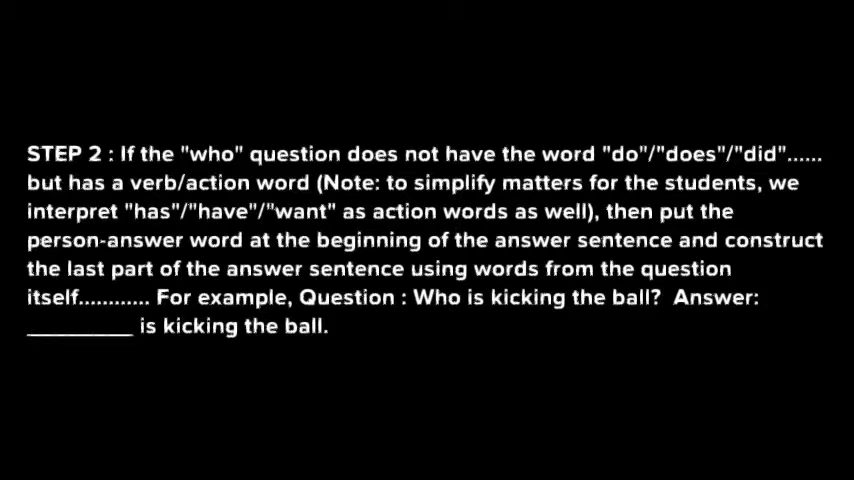 STEP 2 : If the "who" question does not have the word "do"/"does"/"did"......
but has a verb/action word (Note: to simplify matters for the students, we
interpret "has"/"have"/"want" as action words as well), then put the
person-answer word at the beginning of the answer sentence and construct
the last part of the answer sentence using words from the question
itself............ For example, Question : Who is kicking the ball?  Answer:
__________ is kicking the ball.